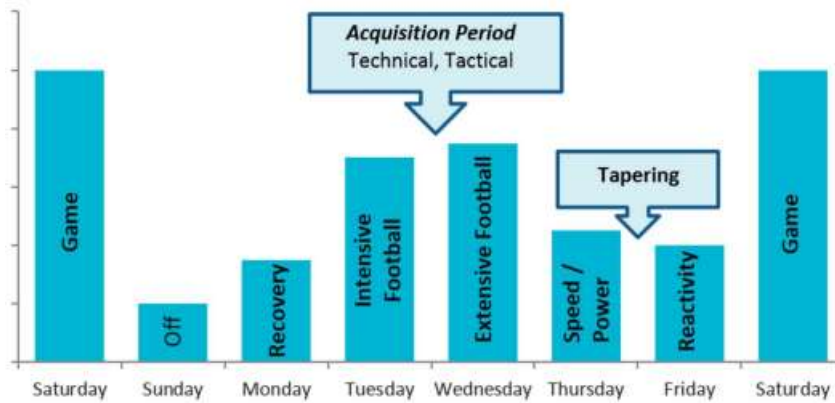 Acquisition Period
Technical, Tactical
Tapering
Game
Off
Recovery
Intensive
Football
Extensive Football
Speed /
Power
Reactivity
Game
Saturday
Sunday
Monday
Tuesday
Wednesday
Thursday
Friday
Saturday